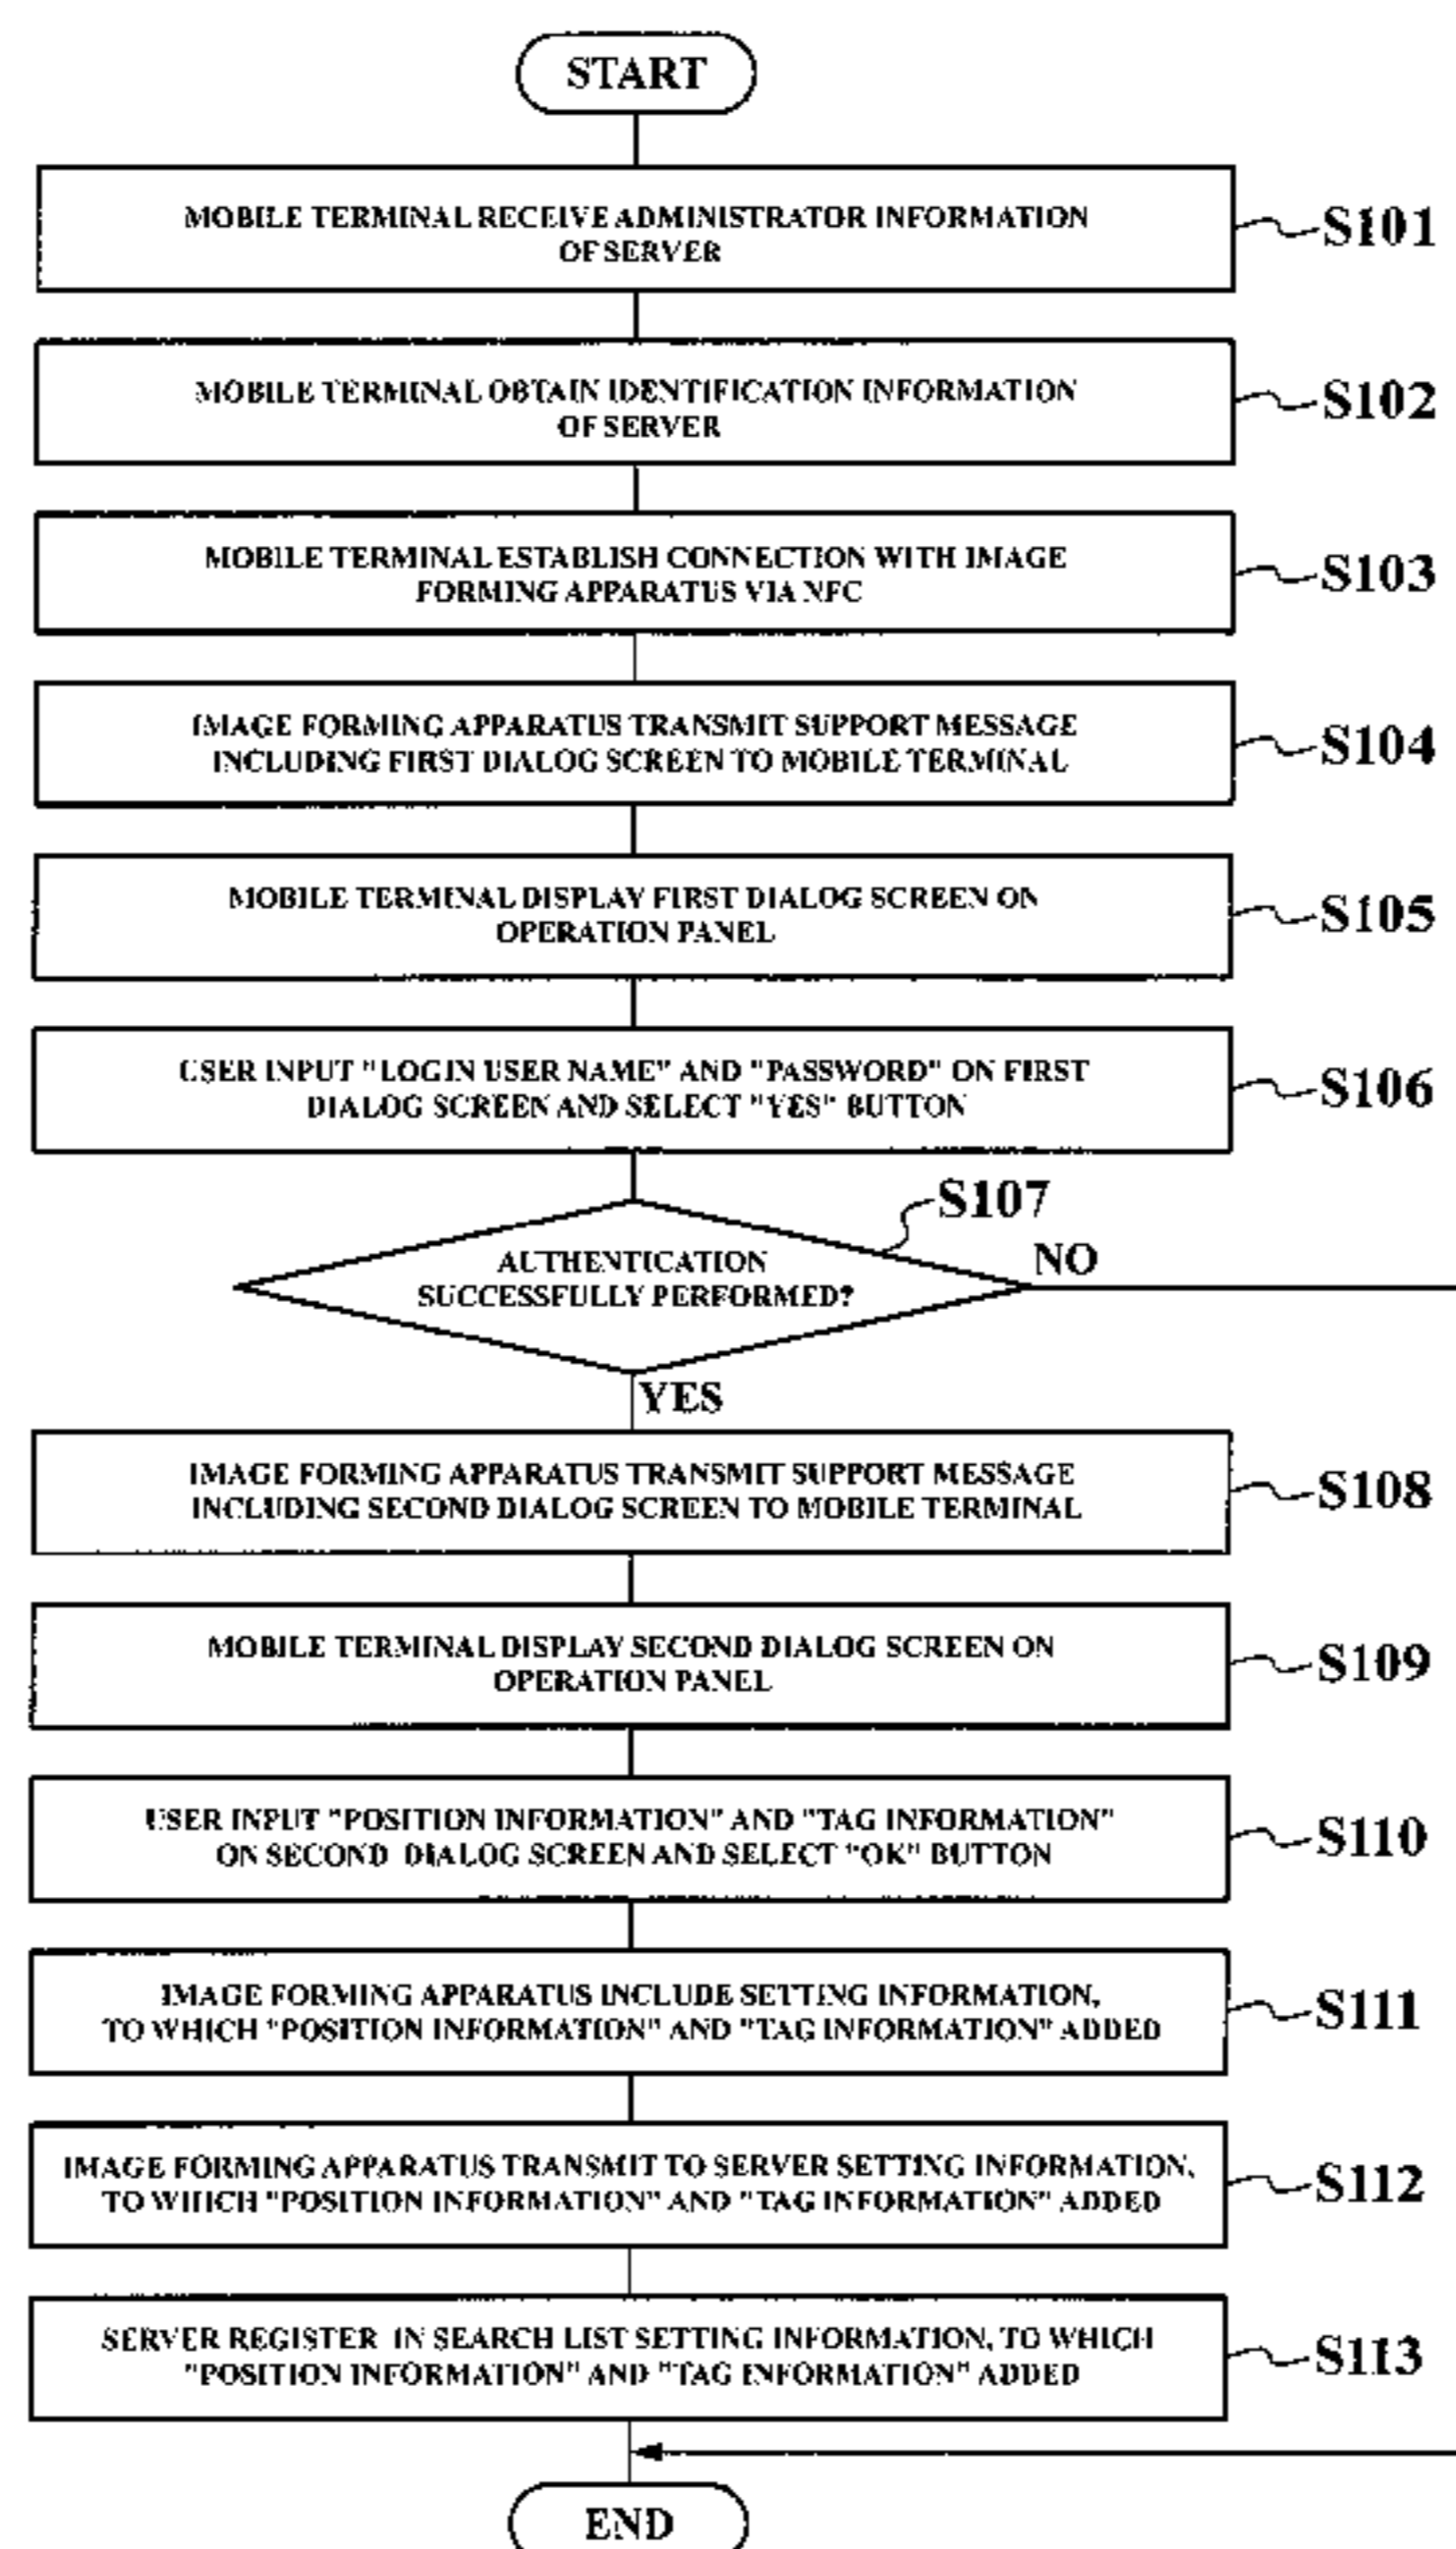 START
MOBILE TERMINAL RECEIVE ADMINISTRATOR INFORMATION
OF SERVER
S101
MOBILE TERMINAL OBTAIN IDENTIFICATION INFORMATION
OF SERVER
S102
MOBILE TERMINAL ESTABLISH CONNECTION WITH IMAGE
FORMING APPARATUS VIA NFC
S103
IMAGE FORMING APPARATUS TRANSMIT SUPPORT MESSAGE
INCLUDING FIRST DIALOG SCREEN TO MOBILE TERMINAL
S104
MOBILE TERMINAL DISPLAY FIRST DIALOG SCREEN ON
OPERATION PANEL
S105
USER INPUT "LOGIN USER NAME" AND "PASSWORD" ON FIRST
DIALOG SCREEN AND SELECT "YES" BUTTON
S106
S107
AUTHENTICATION
SUCCESSFULLY PERFORMED?
NO
YES
IMAGE FORMING APPARATUS TRANSMIT SUPPORT MESSAGE
INCLUDING SECOND DIALOG SCREEN TO MOBILE TERMINAL
S108
MOBILE TERMINAL DISPLAY SECOND DIALOG SCREEN ON
OPERATION PANEL
S109
USER INPUT "POSITION INFORMATION" AND "TAG INFORMATION"
ON SECOND DIALOG SCREEN AND SELECT "OK" BUTTON
S110
IMAGE FORMING APPARATUS INCLUDE SETTING INFORMATION,
TO WHICH "POSITION INFORMATION" AND "TAG INFORMATION" ADDED
S111
IMAGE FORMING APPARATUS TRANSMIT TO SERVER SETTING INFORMATION,
TO WHICH "POSITION INFORMATION" AND "TAG INFORMATION" ADDED
S112
SERVER REGISTER IN SEARCH LIST SETTING INFORMATION, TO WHICH
"POSITION INFORMATION" AND "TAG INFORMATION" ADDED
S113
END